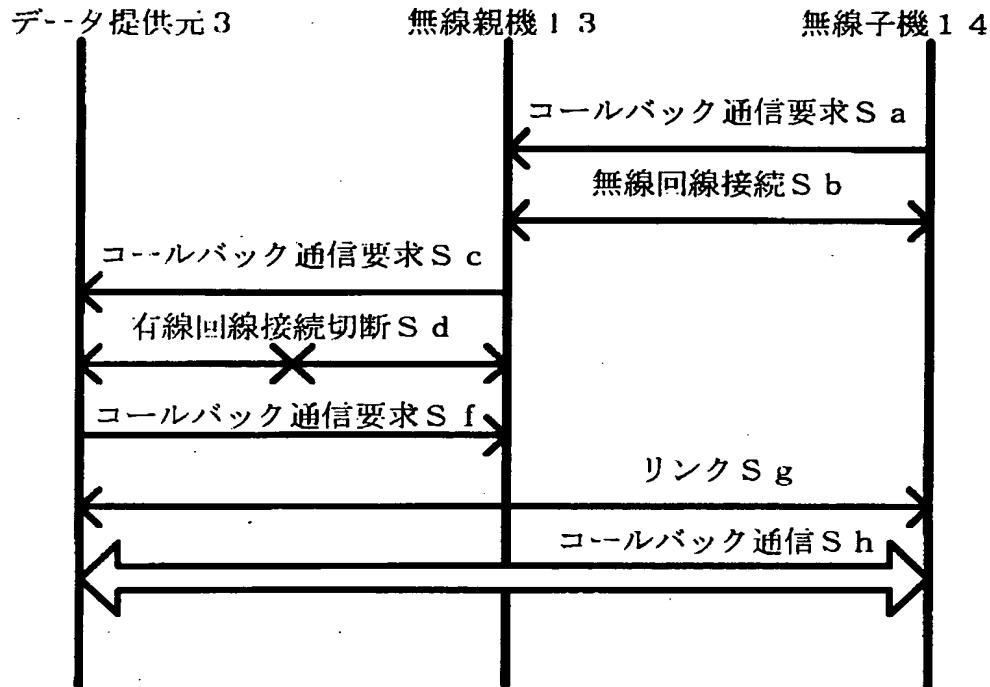 データ提供元3
無線親機13
無線子機14
コールバック通信要求Sa
無線回線接続Sb
コールバック通信要求Sc
有線回線接続切断Sd
コールバック通信要求Sf
リンクSg
コールバック通信Sh